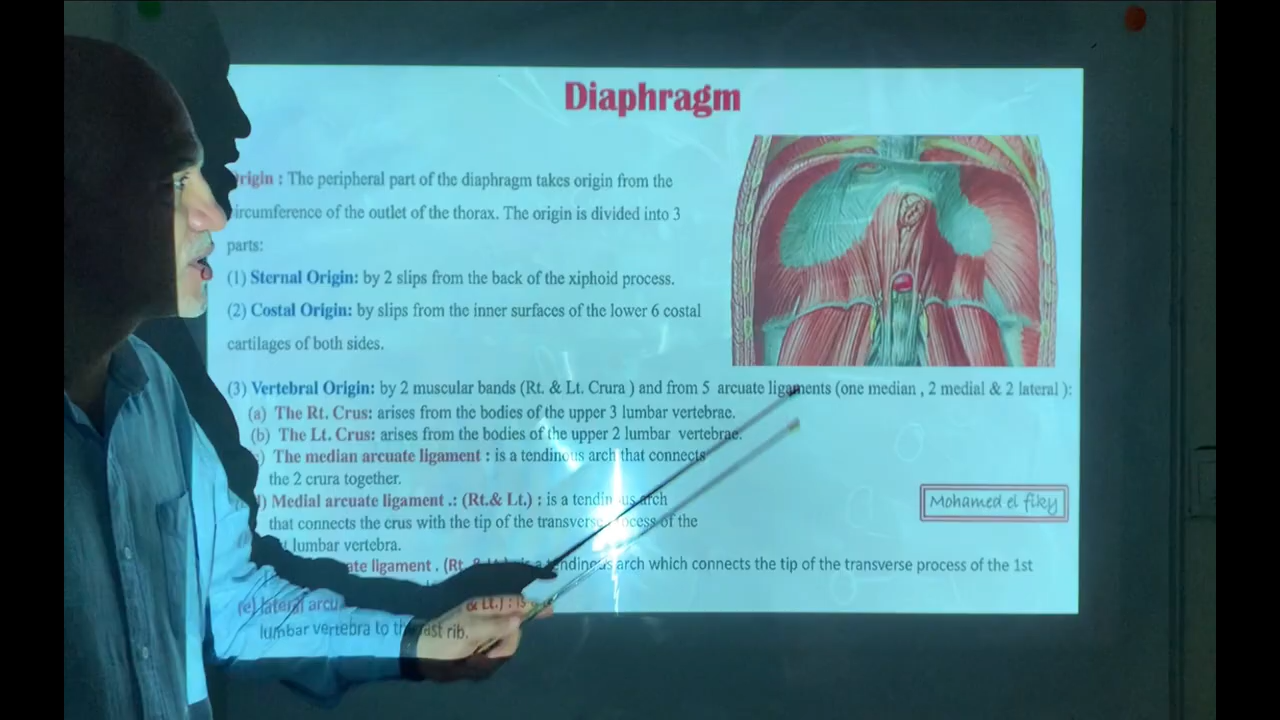 Diaphragm
rigin : The peripheral part of the diaphragm takes origin from the
ircumference of the outlet of the thorax. The origin is divided into 3
parts:
(1) Sternal Origin: by 2 slips from the back of the xiphoid process.
(2) Costal Origin: by slips from the inner surfaces of the lower 6 costal
cartilages of both sides.
(3) Vertebral Origin: by 2 muscular bands (Rt. & Lt. Crura ) and from 5 arcuate ligaments (one median , 2 medial & 2 lateral ):
(a) The Rt. Crus: arises from the bodies of the upper 3 lumbar vertebrae.
(b) The Lt. Crus: arises from the bodies of the upper 2 lumbar vertebrae.
) The median arcuate ligament : is a tendinous arch that connects
the 2 crura together.
) Medial arcuate ligament .: (Rt.& Lt.) : is a tendinous arch
that connects the crus with the tip of the transverse process of the
lumbar vertebra.
ate ligament . (Rt. tendinous arch which connects the tip of the transverse process of the 1st
(e) lateral arcu & Lt.) : is
lumbar vertebra to the last rib.
Mohamed el fiky